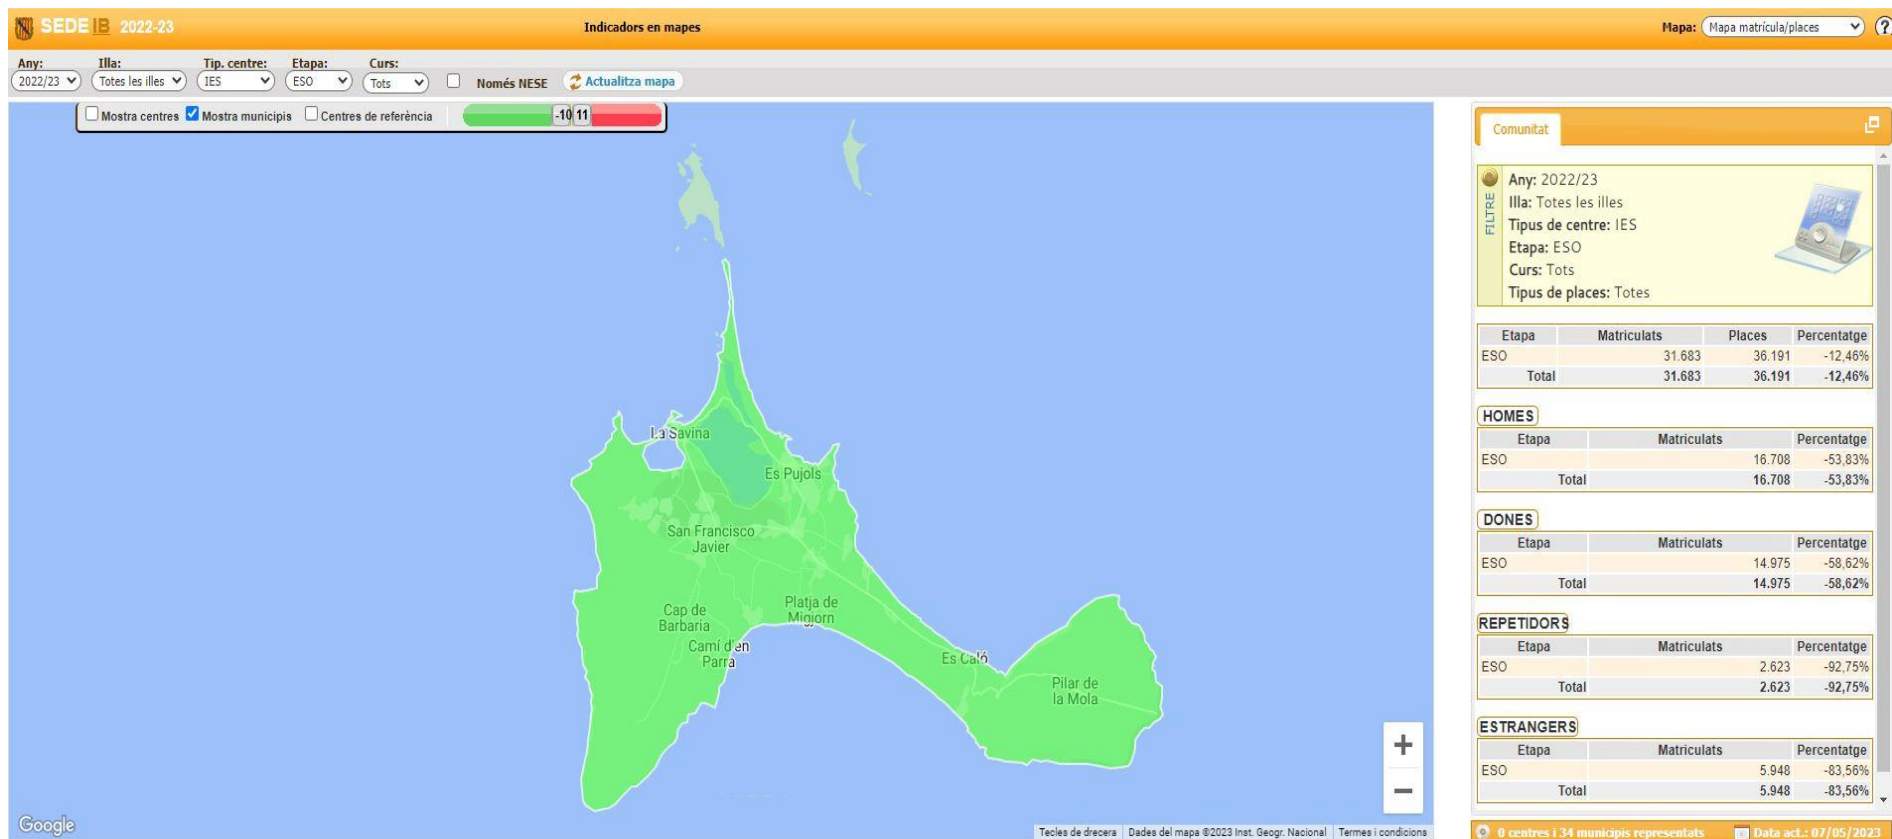 SEDEIB 2022-23
Indicadors en mapes
Mapa: Mapa matrícula/places ?
Any: Illa: Tip. centre: Etapa: Curs:
2022/23 Totes les illes IES ESO Tots Només NESE Actualitza mapa
Mostra centres Mostra municipis Centres de referència -10 11
La Savina
Es Pujols
San Francisco
Javier
Cap de
Barbaria
Platja de
Migjorn
Camí d'en
Parra
Es Caló
Pilar de
la Mola
+
−
Google
Tecles de drecera Dades del mapa ©2023 Inst. Geogr. Nacional Termes i condicions
Comunitat
FILTRE
Any: 2022/23
Illa: Totes les illes
Tipus de centre: IES
Etapa: ESO
Curs: Tots
Tipus de places: Totes
Etapa Matriculats Places Percentatge
ESO 31.683 36.191 -12,46%
Total 31.683 36.191 -12,46%
HOMES
Etapa Matriculats Percentatge
ESO 16.708 -53,83%
Total 16.708 -53,83%
DONES
Etapa Matriculats Percentatge
ESO 14.975 -58,62%
Total 14.975 -58,62%
REPETIDORS
Etapa Matriculats Percentatge
ESO 2.623 -92,75%
Total 2.623 -92,75%
ESTRANGERS
Etapa Matriculats Percentatge
ESO 5.948 -83,56%
Total 5.948 -83,56%
0 centres i 34 municipis representats Data act.: 07/05/2023